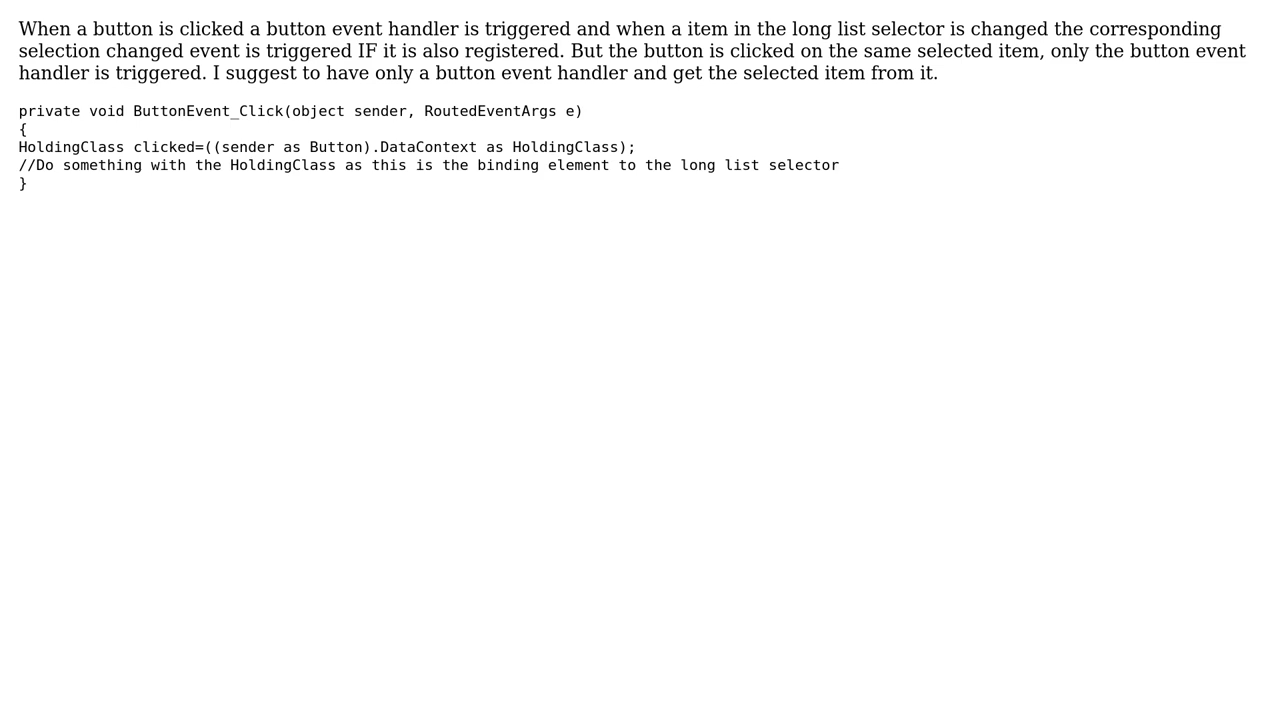 When a button is clicked a button event handler is triggered and when a item in the long list selector is changed the corresponding
selection changed event is triggered IF it is also registered. But the button is clicked on the same selected item, only the button event
handler is triggered. I suggest to have only a button event handler and get the selected item from it.
private void ButtonEvent_Click(object sender, RoutedEventArgs e)
{
HoldingClass clicked=((sender as Button).DataContext as HoldingClass);
//Do something with the HoldingClass as this is the binding element to the long list selector
}